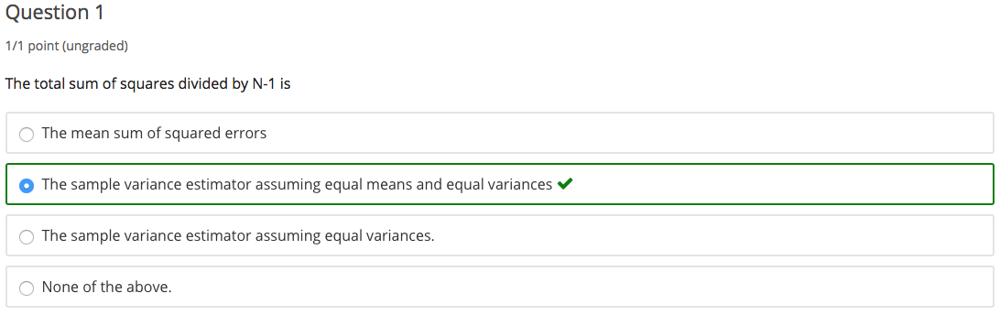 Question 1
1/1 point (ungraded)
The total sum of squares divided by N-1 is
The mean sum of squared errors
The sample variance estimator assuming equal means and equal variances
The sample variance estimator assuming equal variances.
None of the above.